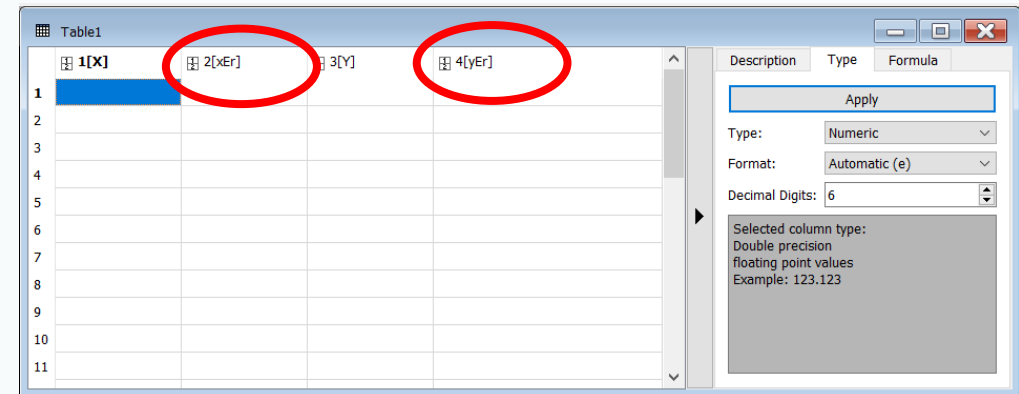 Table1
1[X] 2[xEr] 3[Y] 4[yEr]
1
2
3
4
5
6
7
8
9
10
11
Description Type Formula
Apply
Type: Numeric
Format: Automatic (e)
Decimal Digits: 6
Selected column type:
Double precision
floating point values
Example: 123.123